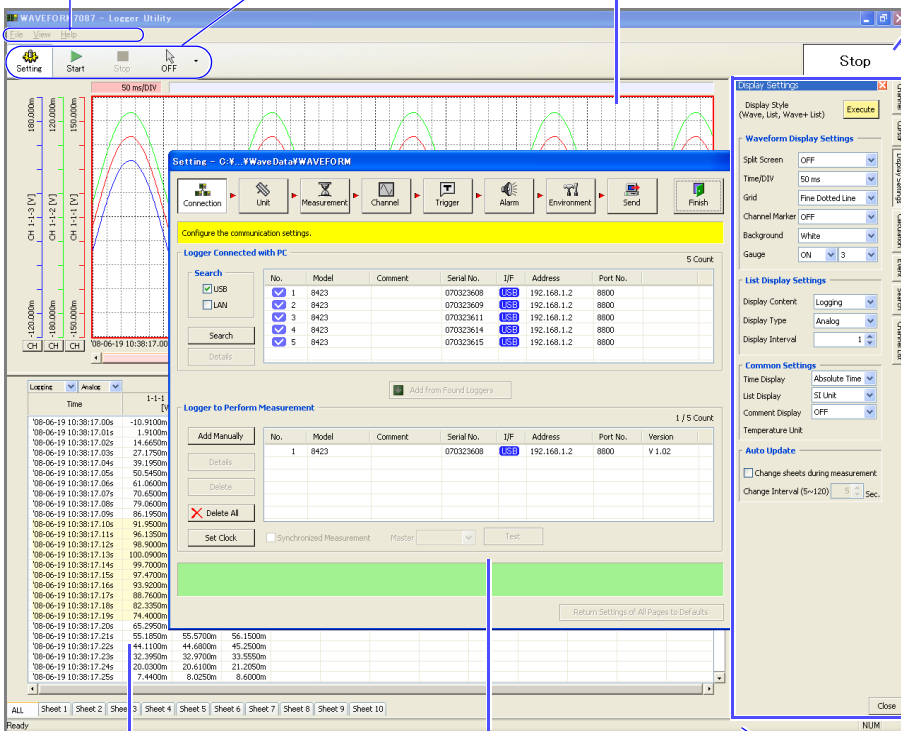 WAVEFORM7087 - Logger Utility
File View Help
Setting Start Stop OFF
Stop
50 ms/DIV
180.000m 120.000m 150.000m
CH 1-1-3 [V] CH 1-1-2 [V] CH 1-1-1 [V]
-120.000m -180.000m -150.000m
CH CH CH '08-06-19 10:38:17.00
Setting - C:¥...¥WaveData¥WAVEFORM
Connection Unit Measurement Channel Trigger Alarm Environment Send Finish
Configure the communication settings.
Logger Connected with PC
5 Count
Search
USB
LAN
Search
Details
No. Model Comment Serial No. I/F Address Port No.
1 8423 070323608 USB 192.168.1.2 8800
2 8423 070323609 USB 192.168.1.2 8800
3 8423 070323611 USB 192.168.1.2 8800
4 8423 070323614 USB 192.168.1.2 8800
5 8423 070323615 USB 192.168.1.2 8800
Add from Found Loggers
Logger to Perform Measurement
1 / 5 Count
Add Manually
Details
Delete
Delete All
Set Clock
No. Model Comment Serial No. I/F Address Port No. Version
1 8423 070323608 USB 192.168.1.2 8800 V 1.02
Synchronized Measurement Master Test
Return Settings of All Pages to Defaults
Display Settings
Display Style
(Wave, List, Wave+ List) Execute
Waveform Display Settings
Split Screen OFF
Time/DIV 50 ms
Grid Fine Dotted Line
Channel Marker OFF
Background White
Gauge ON 3
List Display Settings
Display Content Logging
Display Type Analog
Display Interval 1
Common Settings
Time Display Absolute Time
List Display SI Unit
Comment Display OFF
Temperature Unit
Auto Update
Change sheets during measurement
Change Interval (5~120) 5 Sec.
Close
Channel
Cursor
Display Settings
Calculation
Event
Search
Channel List
Logging Analog
Time 1-1-1
[V
'08-06-19 10:38:17.00s -10.9100m
'08-06-19 10:38:17.01s 1.9100m
'08-06-19 10:38:17.02s 14.6650m
'08-06-19 10:38:17.03s 27.1750m
'08-06-19 10:38:17.04s 39.1950m
'08-06-19 10:38:17.05s 50.5450m
'08-06-19 10:38:17.06s 61.0600m
'08-06-19 10:38:17.07s 70.6500m
'08-06-19 10:38:17.08s 79.0600m
'08-06-19 10:38:17.09s 86.1950m
'08-06-19 10:38:17.10s 91.9500m
'08-06-19 10:38:17.11s 96.1350m
'08-06-19 10:38:17.12s 98.9000m
'08-06-19 10:38:17.13s 100.0900m
'08-06-19 10:38:17.14s 99.7000m
'08-06-19 10:38:17.15s 97.4700m
'08-06-19 10:38:17.16s 93.9200m
'08-06-19 10:38:17.17s 88.7600m
'08-06-19 10:38:17.18s 82.3350m
'08-06-19 10:38:17.19s 74.4000m
'08-06-19 10:38:17.20s 65.2950m
'08-06-19 10:38:17.21s 55.1850m 55.5700m 56.1500m
'08-06-19 10:38:17.22s 44.1100m 44.6800m 45.2500m
'08-06-19 10:38:17.23s 32.3950m 32.9700m 33.5550m
'08-06-19 10:38:17.24s 20.0300m 20.6100m 21.2050m
'08-06-19 10:38:17.25s 7.4400m 8.0250m 8.6000m
ALL Sheet 1 Sheet 2 Sheet 3 Sheet 4 Sheet 5 Sheet 6 Sheet 7 Sheet 8 Sheet 9 Sheet 10
Ready NUM